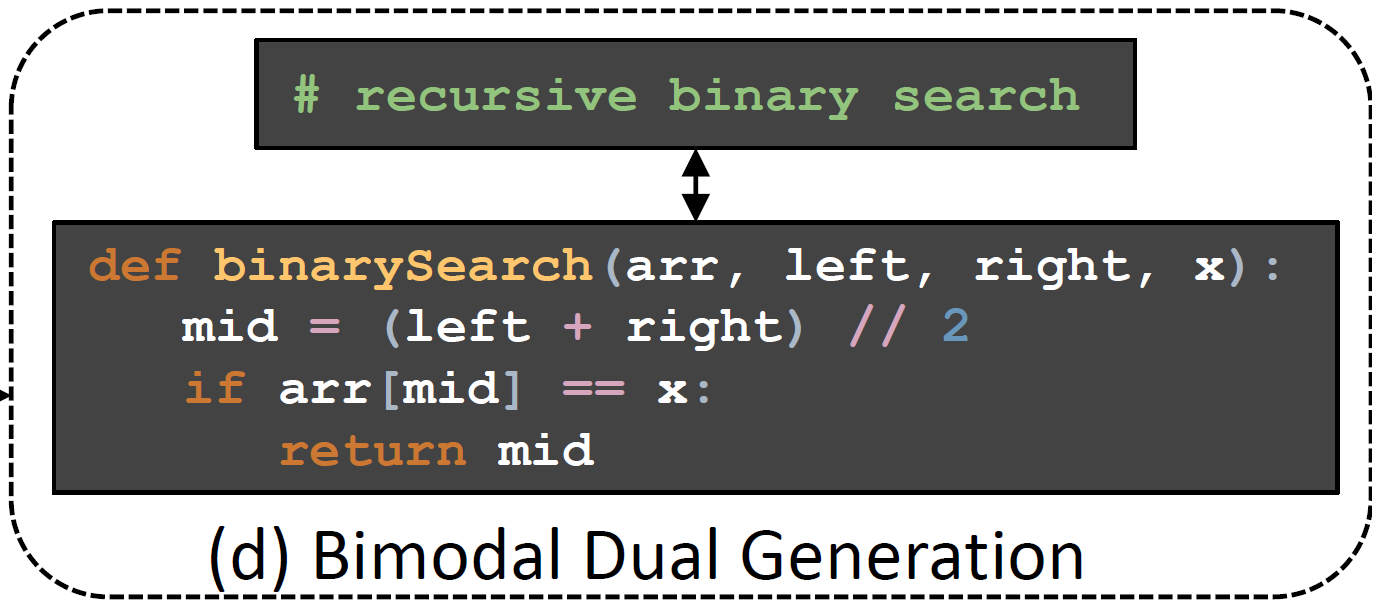 # recursive binary search
def binarySearch(arr, left, right, x):
    mid = (left + right) // 2
    if arr[mid] == x:
        return mid
(d) Bimodal Dual Generation